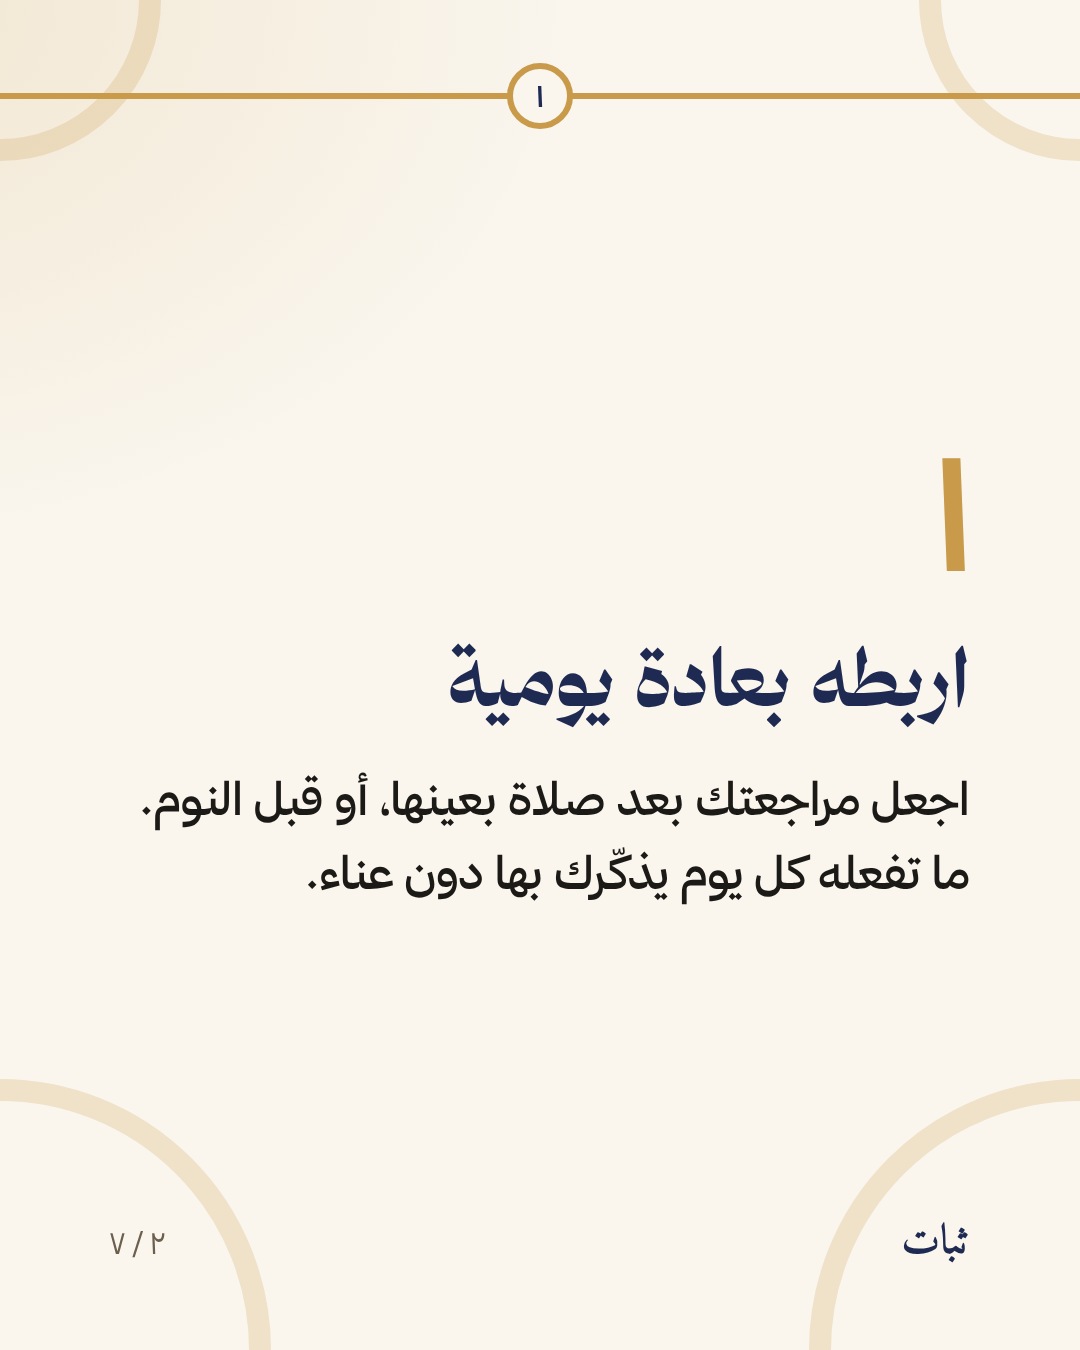 ١
١
اربطه بعادة يومية
اجعل مراجعتك بعد صلاة بعينها، أو قبل النوم.
ما تفعله كل يوم يذكّرك بها دون عناء.
ثبات
٢ / ٧